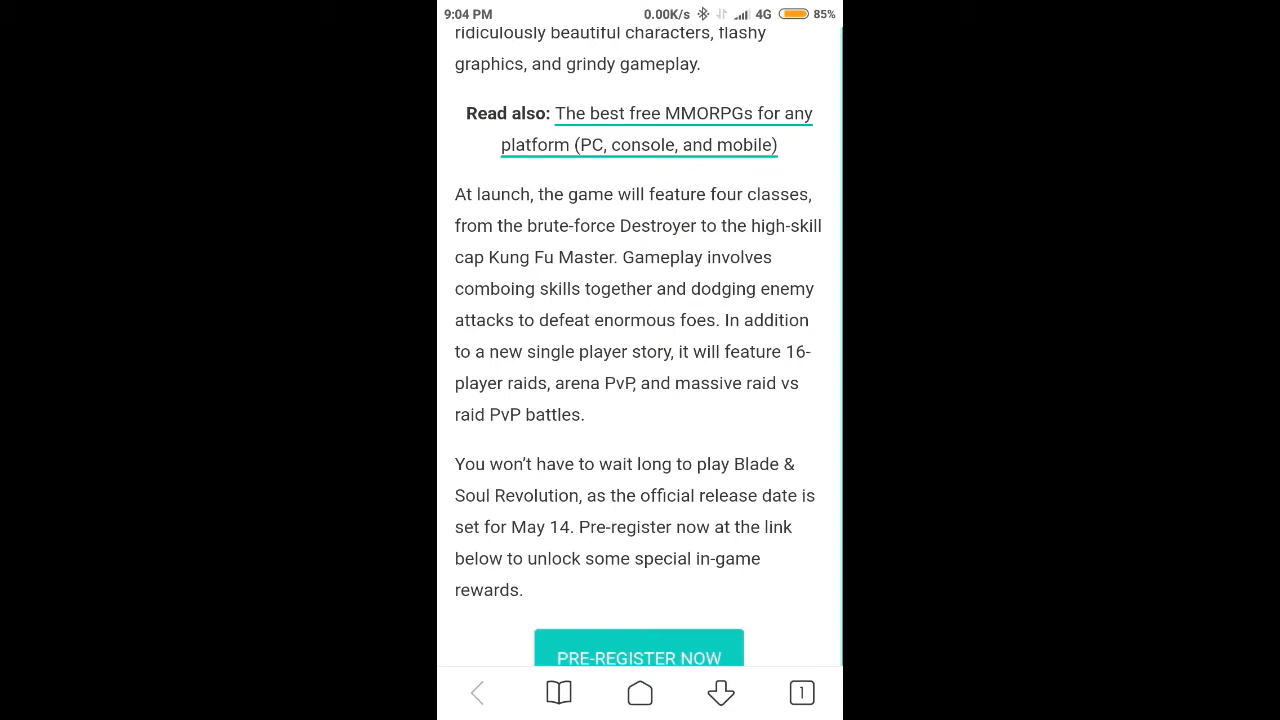 9:04 PM 0.00K/s 4G 85%
ridiculously beautiful characters, flashy
graphics, and grindy gameplay.
Read also: The best free MMORPGs for any
platform (PC, console, and mobile)
At launch, the game will feature four classes,
from the brute-force Destroyer to the high-skill
cap Kung Fu Master. Gameplay involves
comboing skills together and dodging enemy
attacks to defeat enormous foes. In addition
to a new single player story, it will feature 16-
player raids, arena PvP, and massive raid vs
raid PvP battles.
You won’t have to wait long to play Blade &
Soul Revolution, as the official release date is
set for May 14. Pre-register now at the link
below to unlock some special in-game
rewards.
PRE-REGISTER NOW
1